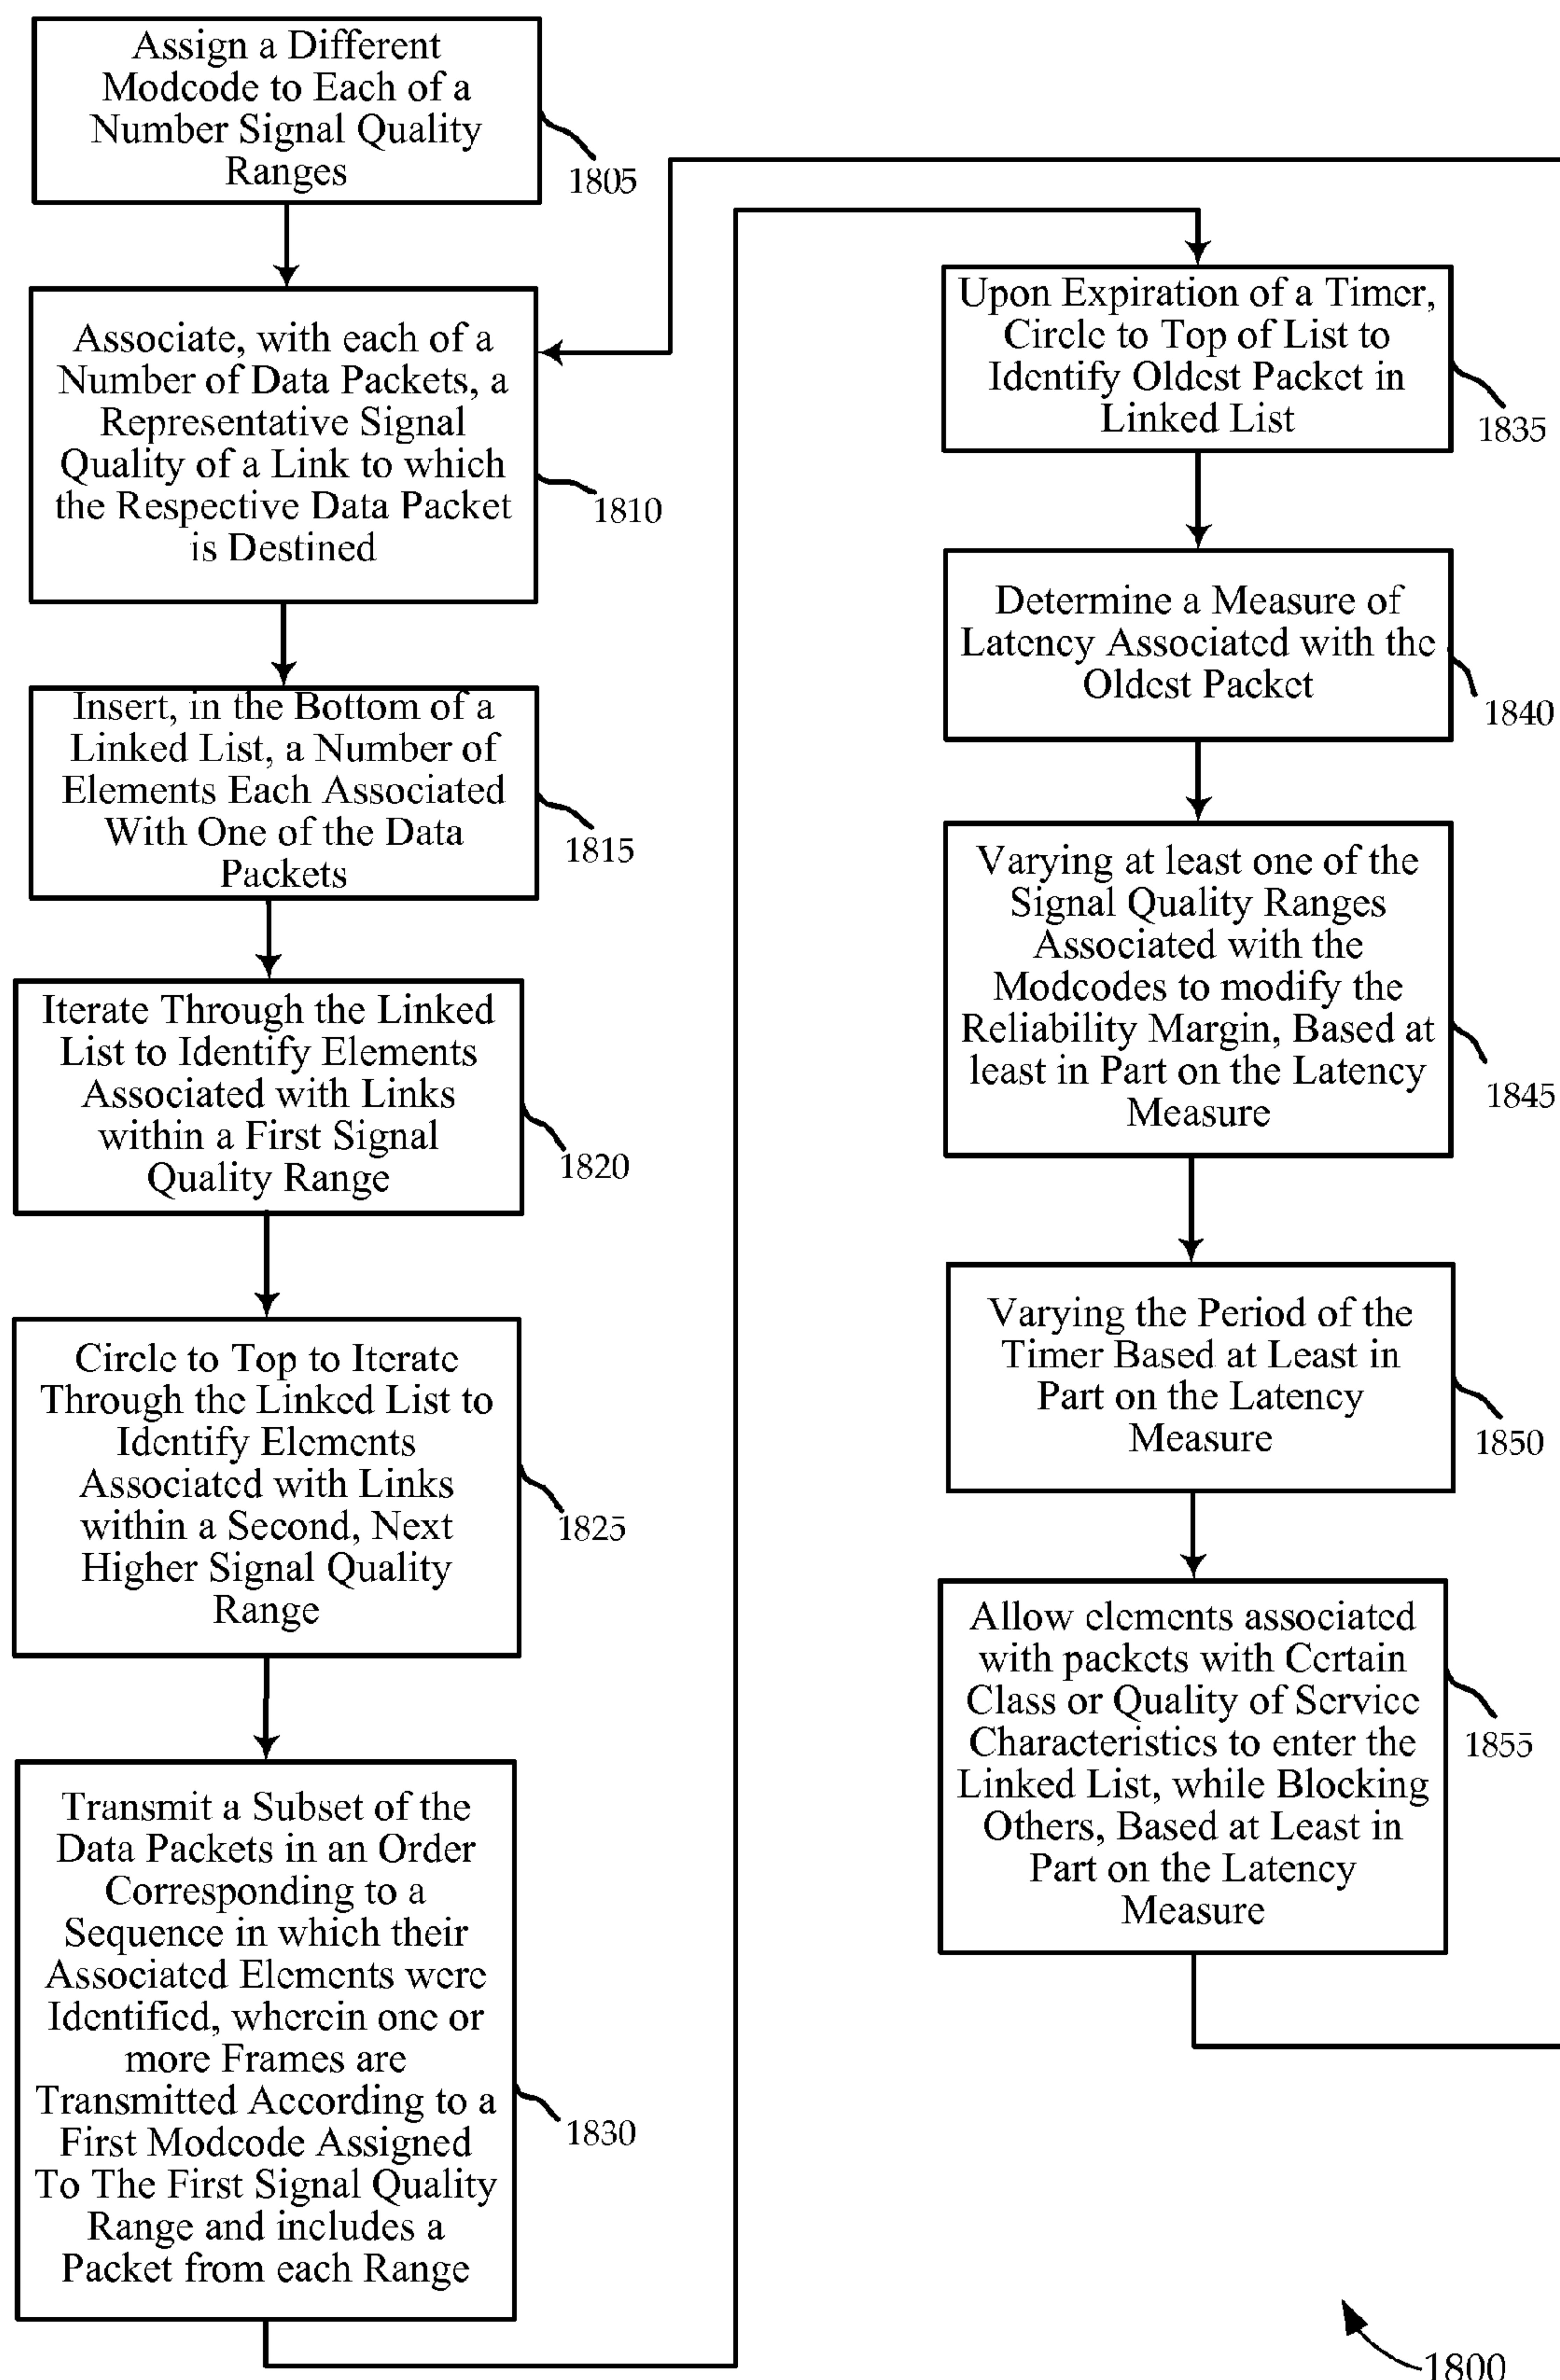 Assign a Different
Modcode to Each of a
Number Signal Quality
Ranges
1805
Associate, with each of a
Number of Data Packets, a
Representative Signal
Quality of a Link to which
the Respective Data Packet
is Destined
1810
Insert, in the Bottom of a
Linked List, a Number of
Elements Each Associated
With One of the Data
Packets
1815
Iterate Through the Linked
List to Identify Elements
Associated with Links
within a First Signal
Quality Range
1820
Circle to Top to Iterate
Through the Linked List to
Identify Elements
Associated with Links
within a Second, Next
Higher Signal Quality
Range
1825
Transmit a Subset of the
Data Packets in an Order
Corresponding to a
Sequence in which their
Associated Elements were
Identified, wherein one or
more Frames are
Transmitted According to a
First Modcode Assigned
To The First Signal Quality
Range and includes a
Packet from each Range
1830
Upon Expiration of a Timer,
Circle to Top of List to
Identify Oldest Packet in
Linked List
1835
Determine a Measure of
Latency Associated with the
Oldest Packet
1840
Varying at least one of the
Signal Quality Ranges
Associated with the
Modcodes to modify the
Reliability Margin, Based at
least in Part on the Latency
Measure
1845
Varying the Period of the
Timer Based at Least in
Part on the Latency
Measure
1850
Allow elements associated
with packets with Certain
Class or Quality of Service
Characteristics to enter the
Linked List, while Blocking
Others, Based at Least in
Part on the Latency
Measure
1855
1800